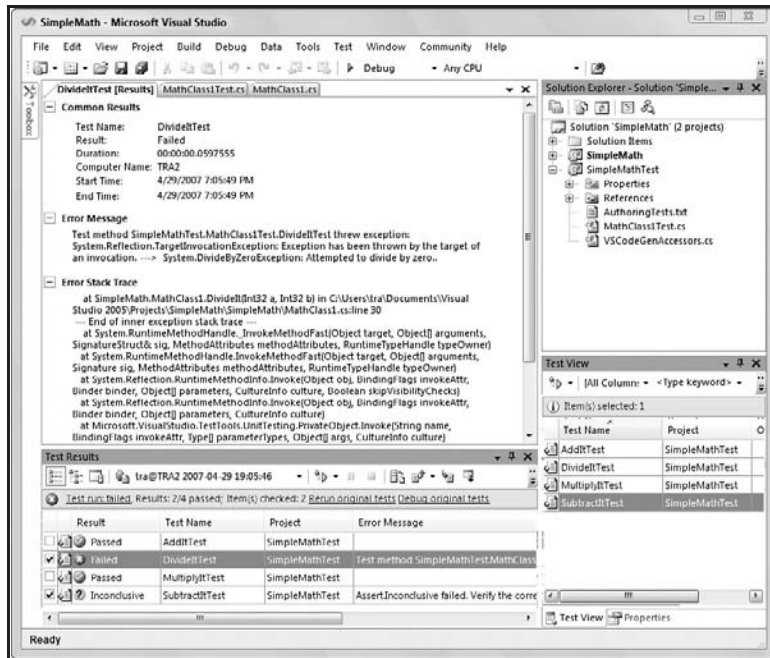 SimpleMath - Microsoft Visual Studio
File Edit View Project Build Debug Data Tools Test Window Community Help
Debug Any CPU
Toolbox
DivideItTest [Results] MathClass1Test.cs MathClass1.cs
Common Results
Test Name: DivideItTest
Result: Failed
Duration: 00:00:00.0597555
Computer Name: TRA2
Start Time: 4/29/2007 7:05:49 PM
End Time: 4/29/2007 7:05:49 PM
Error Message
Test method SimpleMathTest.MathClass1Test.DivideItTest threw exception:
System.Reflection.TargetInvocationException: Exception has been thrown by the target of
an invocation. ---> System.DivideByZeroException: Attempted to divide by zero..
Error Stack Trace
at SimpleMath.MathClass1.DivideIt(Int32 a, Int32 b) in C:\Users\tra\Documents\Visual
Studio 2005\Projects\SimpleMath\SimpleMath\MathClass1.cs:line 30
--- End of inner exception stack trace ---
at System.RuntimeMethodHandle._InvokeMethodFast(Object target, Object[] arguments,
SignatureStruct& sig, MethodAttributes methodAttributes, RuntimeTypeHandle typeOwner)
at System.RuntimeMethodHandle.InvokeMethodFast(Object target, Object[] arguments,
Signature sig, MethodAttributes methodAttributes, RuntimeTypeHandle typeOwner)
at System.Reflection.RuntimeMethodInfo.Invoke(Object obj, BindingFlags invokeAttr,
Binder binder, Object[] parameters, CultureInfo culture, Boolean skipVisibilityChecks)
at System.Reflection.RuntimeMethodInfo.Invoke(Object obj, BindingFlags invokeAttr,
Binder binder, Object[] parameters, CultureInfo culture)
at Microsoft.VisualStudio.TestTools.UnitTesting.PrivateObject.Invoke(String name,
BindingFlags invokeAttr, Type[] parameterTypes, Object[] args, CultureInfo culture)
Solution Explorer - Solution 'Simple...
Solution 'SimpleMath' (2 projects)
Solution Items
SimpleMath
SimpleMathTest
Properties
References
AuthoringTests.txt
MathClass1Test.cs
VSCodeGenAccessors.cs
Test View
[All Column: <Type keyword>
Item(s) selected: 1
Test Name Project O
AddItTest SimpleMathTest
DivideItTest SimpleMathTest
MultiplyItTest SimpleMathTest
SubtractItTest SimpleMathTest
Test View Properties
Test Results
tra@TRA2 2007-04-29 19:05:46
Test run: failed, Results: 2/4 passed; Item(s) checked: 2 Rerun original tests Debug original tests
Result Test Name Project Error Message
Passed AddItTest SimpleMathTest
Failed DivideItTest SimpleMathTest Test method SimpleMathTest.MathClass
Passed MultiplyItTest SimpleMathTest
Inconclusive SubtractItTest SimpleMathTest Assert.Inconclusive failed. Verify the corre
Ready